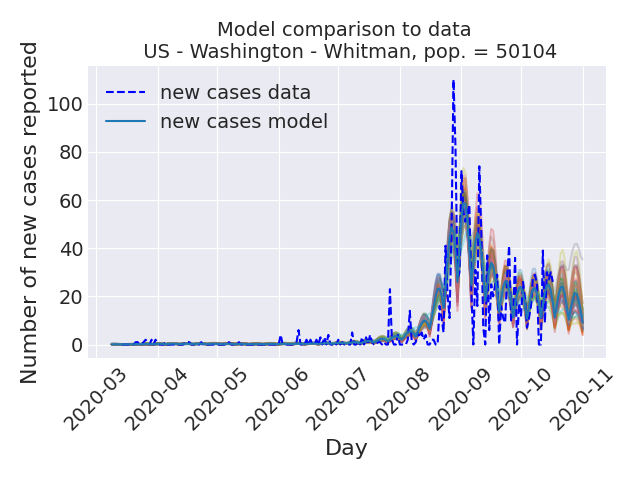 Model comparison to data
US - Washington - Whitman, pop. = 50104
Number of new cases reported
100
80
60
40
20
0
new cases data
new cases model
2020-03
2020-04
2020-05
2020-06
2020-07
2020-08
2020-09
2020-10
2020-11
Day